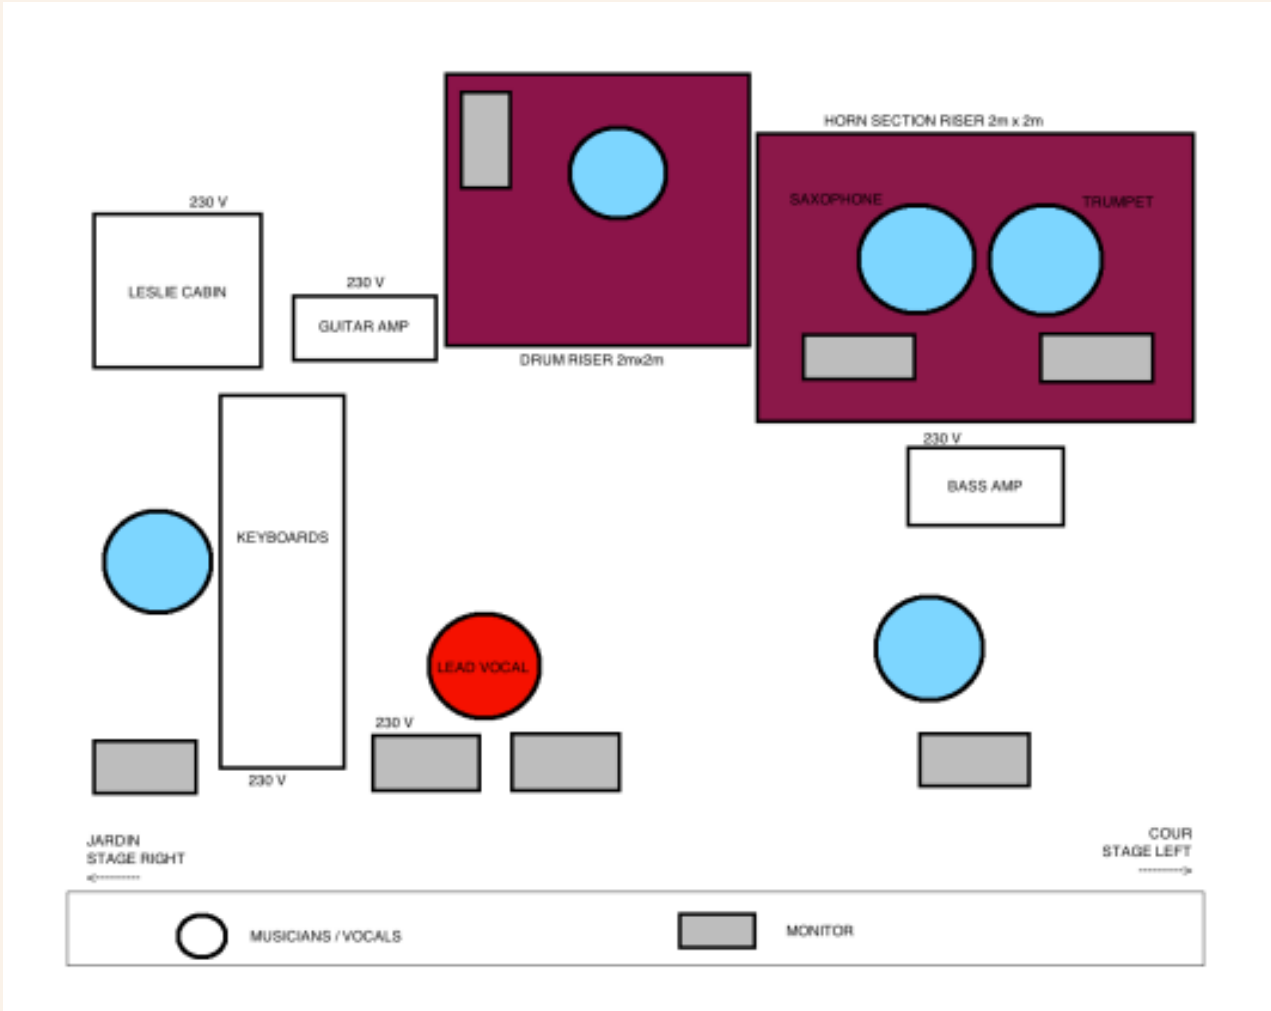 HORN SECTION RISER 2m x 2m
SAXOPHONE
TRUMPET
230 V
LESLIE CABIN
230 V
GUITAR AMP
DRUM RISER 2mx2m
230 V
BASS AMP
KEYBOARDS
LEAD VOCAL
230 V
230 V
JARDIN
STAGE RIGHT
<----------
COUR
STAGE LEFT
---------->
MUSICIANS / VOCALS
MONITOR